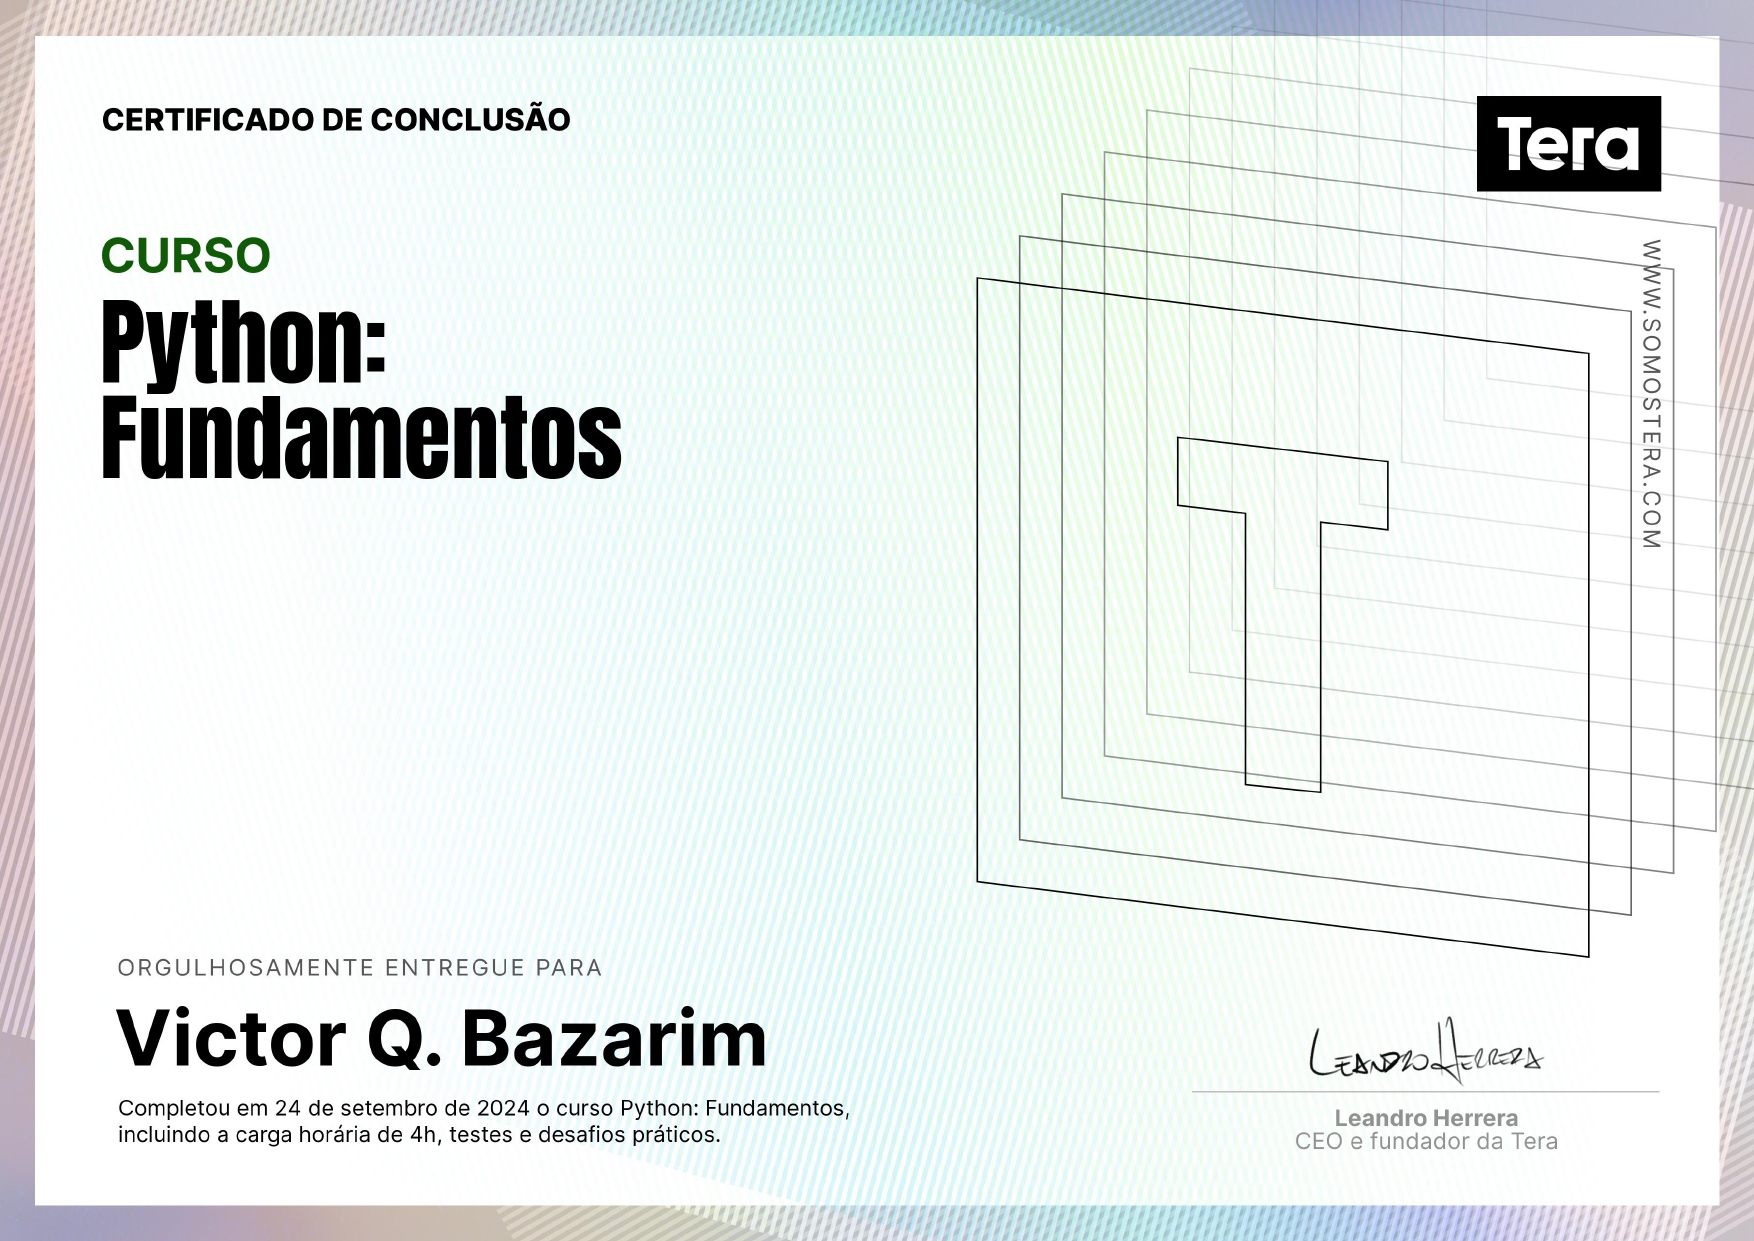 CERTIFICADO DE CONCLUSÃO
Tera
CURSO
Python:
Fundamentos
WWW.SOMOSTERA.COM
T
ORGULHOSAMENTE ENTREGUE PARA
Victor Q. Bazarim
Completou em 24 de setembro de 2024 o curso Python: Fundamentos,
incluindo a carga horária de 4h, testes e desafios práticos.
LEANDRO HERRERA
Leandro Herrera
CEO e fundador da Tera